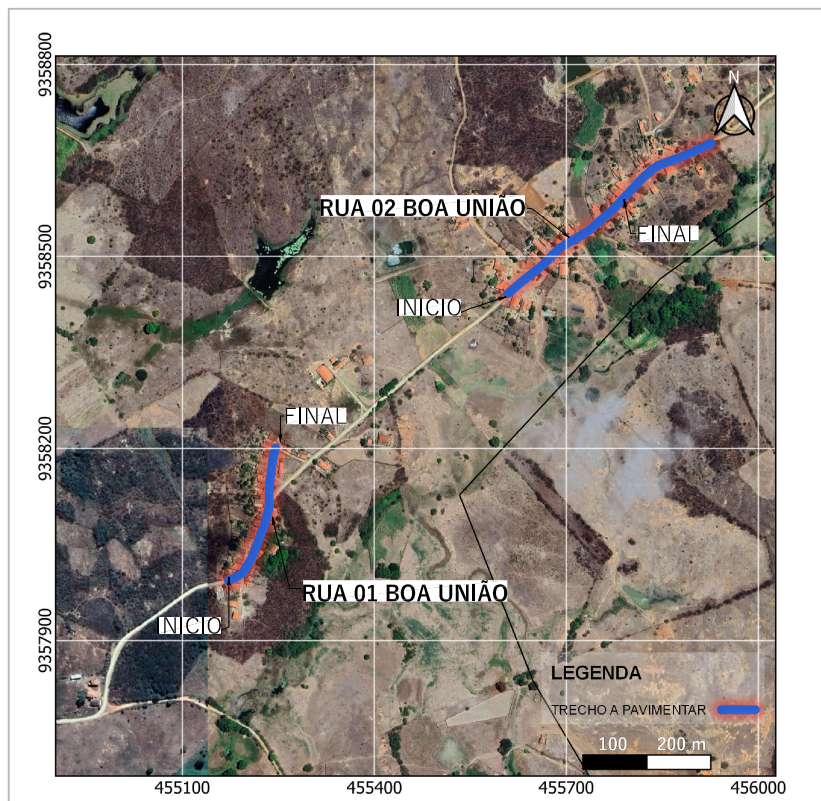 9358800
N
RUA 02 BOA UNIÃO
FINAL
9358500
INICIO
FINAL
9358200
RUA 01 BOA UNIÃO
INICIO
9357900
LEGENDA
TRECHO A PAVIMENTAR
100 200 m
455100 455400 455700 456000